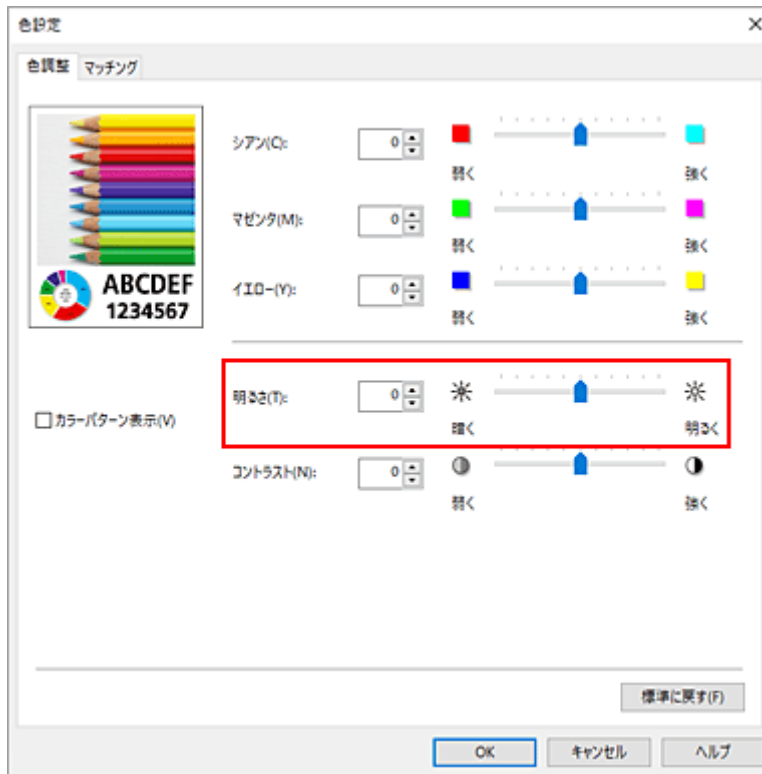 色設定
色調整 マッチング
シアン(C): 0
弱く 強く
マゼンタ(M): 0
弱く 強く
イエロー(Y): 0
弱く 強く
ABCDEF
1234567
明るさ(T): 0
暗く 明るく
カラーパターン表示(V)
コントラスト(N): 0
弱く 強く
標準に戻す(F)
OK キャンセル ヘルプ